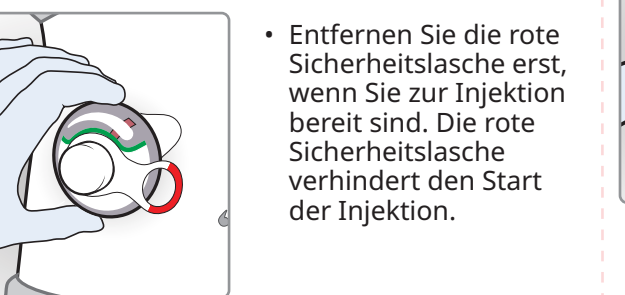 • Entfernen Sie die rote
Sicherheitslasche erst,
wenn Sie zur Injektion
bereit sind. Die rote
Sicherheitslasche
verhindert den Start
der Injektion.